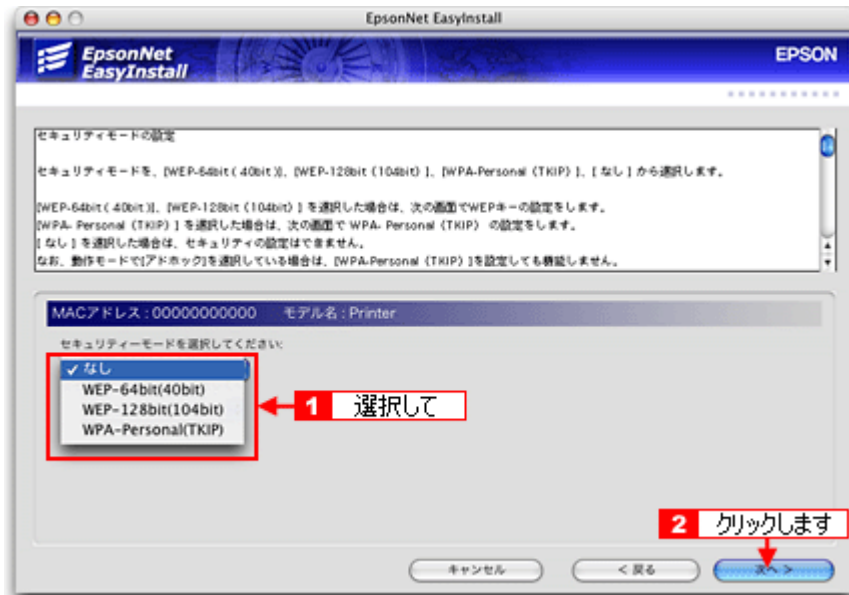 EpsonNet EasyInstall
EpsonNet
EasyInstall
EPSON
セキュリティモードの設定
セキュリティモードを、[WEP-64bit ( 40bit )]、[WEP-128bit (104bit) ]、[WPA-Personal (TKIP) ]、[ なし ] から選択します。
[WEP-64bit ( 40bit )]、[WEP-128bit (104bit) ] を選択した場合は、次の画面でWEPキーの設定をします。
[WPA- Personal (TKIP) ] を選択した場合は、次の画面で WPA- Personal (TKIP) の設定をします。
[ なし ] を選択した場合は、セキュリティの設定はできません。
なお、動作モードで[アドホック]を選択している場合は、[WPA-Personal (TKIP) ]を設定しても機能しません。
MACアドレス : 00000000000 モデル名 : Printer
セキュリティーモードを選択してください:
✓ なし
WEP-64bit(40bit)
WEP-128bit(104bit)
WPA-Personal(TKIP)
1 選択して
2 クリックします
キャンセル
< 戻る
次へ >